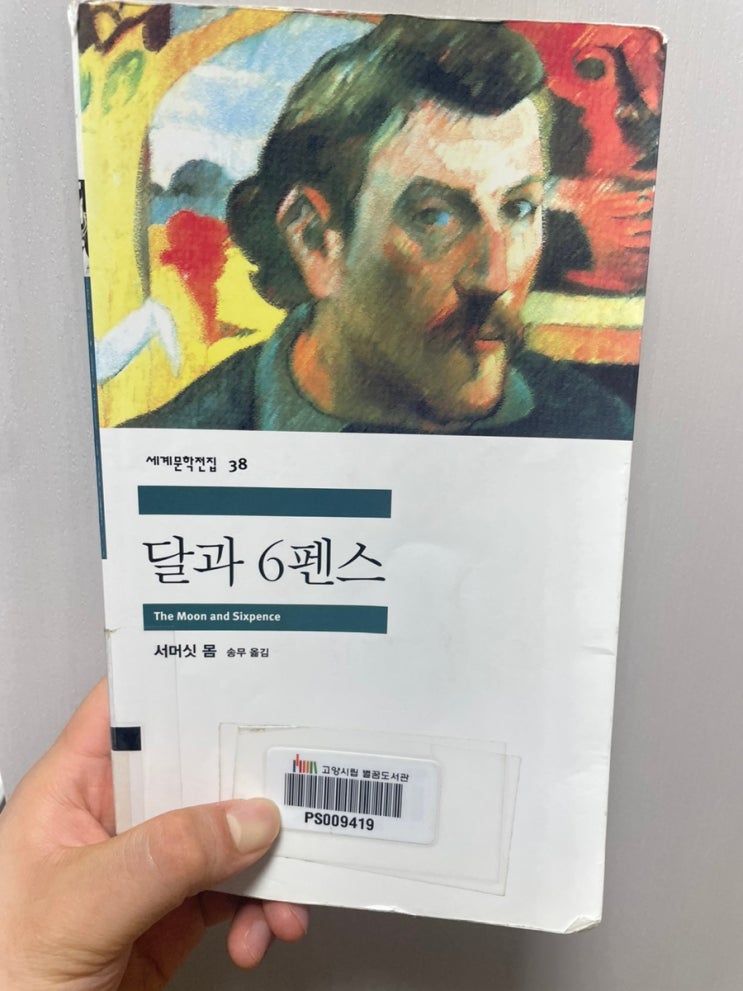 세계문학전집 38
달과 6펜스
The Moon and Sixpence
서머싯 몸 송무 옮김
고양시립 별꿈도서관
PS009419